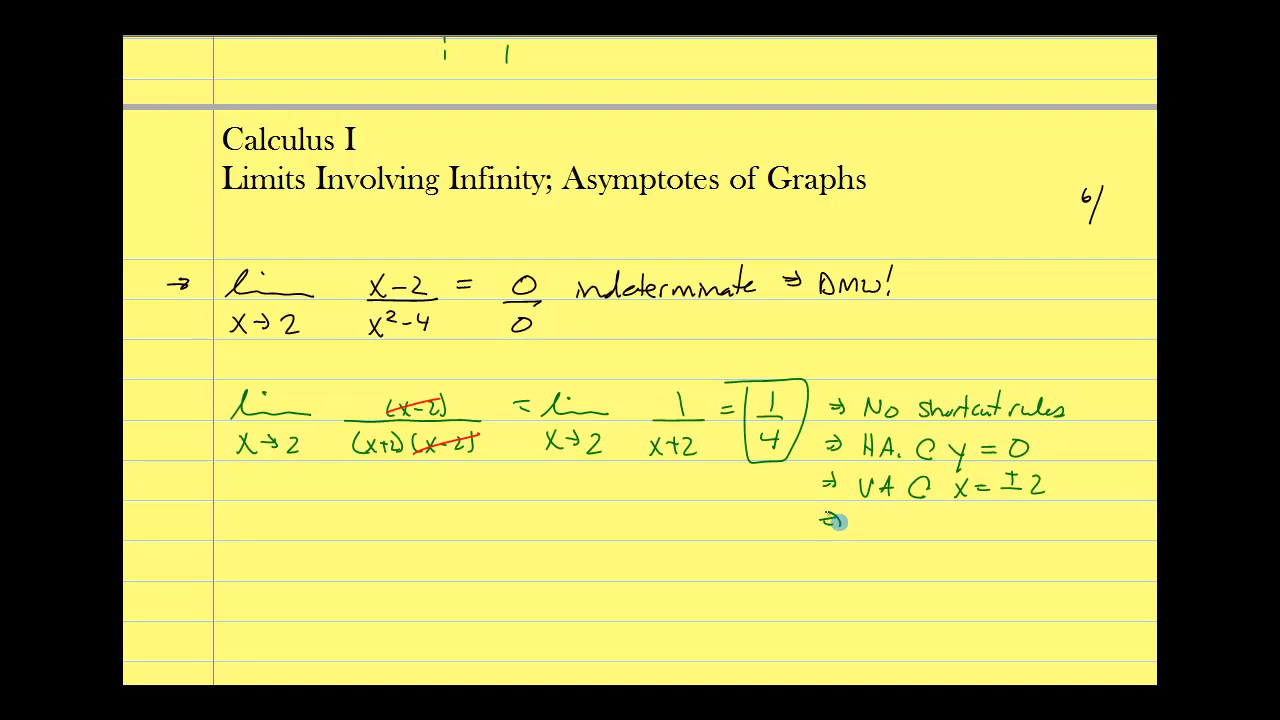 Calculus I
Limits Involving Infinity; Asymptotes of Graphs
6/
→ lim x→2 x-2 / x²-4 = 0/0 indeterminate ⇒ DMW!
lim x→2 (x-2) / (x+2)(x-2) = lim x→2 1 / x+2 = 1/4 ⇒ No shortcut rules
⇒ HA. @ y = 0
⇒ VA @ x = ±2
⇒